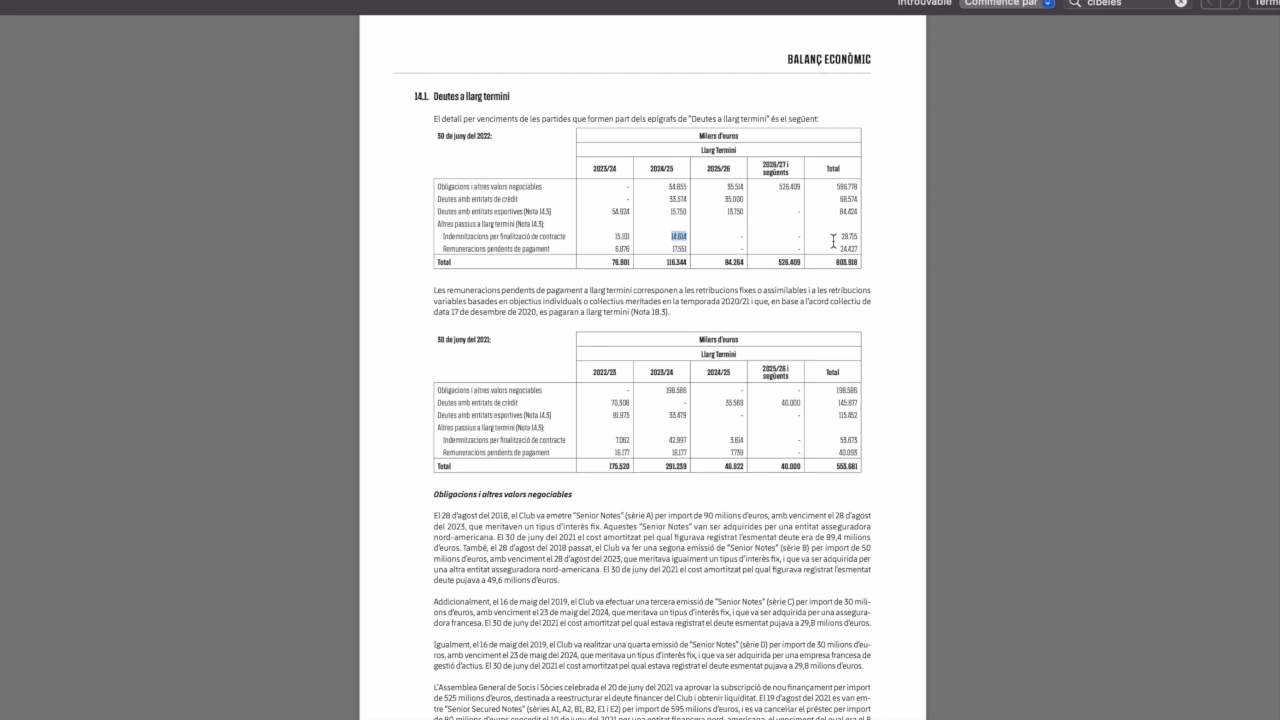 Introuvable Commence par cibeles
BALANÇ ECONÒMIC
14.1. Deutes a llarg termini
El detall per venciments de les partides que formen part dels epígrafs de "Deutes a llarg termini" és el següent:
30 de juny del 2022: Milers d'euros
Llarg Termini
2023/24 2024/25 2025/26 2026/27 i següents Total
Obligacions i altres valors negociables - 34.855 35.514 526.409 596.778
Deutes amb entitats de crèdit - 33.574 35.000 68.574
Deutes amb entitats esportives (Nota 14.3) 54.924 15.750 13.750 - 84.424
Altres passius a llarg termini (Nota 14.3):
Indemnitzacions per finalització de contracte 15.101 14.614 - - 29.715
Remuneracions pendents de pagament 6.876 17.551 - - 24.427
Total 76.901 116.344 84.264 526.409 803.918
Les remuneracions pendents de pagament a llarg termini corresponen a les retribucions fixes o assimilables i a les retribucions
variables basades en objectius individuals o col·lectius meritades en la temporada 2020/21 i que, en base a l'acord col·lectiu de
data 17 de desembre de 2020, es pagaran a llarg termini (Nota 18.3).
30 de juny del 2021: Milers d'euros
Llarg Termini
2022/23 2023/24 2024/25 2025/26 i següents Total
Obligacions i altres valors negociables - 198.586 - - 198.586
Deutes amb entitats de crèdit 70.308 - 35.569 40.000 145.877
Deutes amb entitats esportives (Nota 14.3) 81.973 33.479 - - 115.452
Altres passius a llarg termini (Nota 14.3):
Indemnitzacions per finalització de contracte 7.062 42.997 3.614 - 53.673
Remuneracions pendents de pagament 16.177 16.177 7.739 - 40.093
Total 175.520 291.239 46.922 40.000 553.681
Obligacions i altres valors negociables
El 28 d'agost del 2018, el Club va emetre "Senior Notes" (sèrie A) per import de 90 milions d'euros, amb venciment el 28 d'agost
del 2023, que meritaven un tipus d'interès fix. Aquestes "Senior Notes" van ser adquirides per una entitat asseguradora
nord-americana. El 30 de juny del 2021 el cost amortitzat pel qual figurava registrat l'esmentat deute era de 89,4 milions
d'euros. També, el 28 d'agost del 2018 passat, el Club va fer una segona emissió de "Senior Notes" (sèrie B) per import de 50
milions d'euros, amb venciment el 28 d'agost del 2023, que meritava igualment un tipus d'interès fix, i que va ser adquirida per
una altra entitat asseguradora nord-americana. El 30 de juny del 2021 el cost amortitzat pel qual figurava registrat l'esmentat
deute pujava a 49,6 milions d'euros.
Addicionalment, el 16 de maig del 2019, el Club va efectuar una tercera emissió de "Senior Notes" (sèrie C) per import de 30 mili-
ons d'euros, amb venciment el 23 de maig del 2024, que meritava un tipus d'interès fix, i que va ser adquirida per una assegura-
dora francesa. El 30 de juny del 2021 el cost amortitzat pel qual estava registrat el deute esmentat pujava a 29,8 milions d'euros.
Igualment, el 16 de maig del 2019, el Club va realitzar una quarta emissió de "Senior Notes" (sèrie D) per import de 30 milions d'eu-
ros, amb venciment el 23 de maig del 2024, que meritava un tipus d'interès fix, i que va ser adquirida per una empresa francesa de
gestió d'actius. El 30 de juny del 2021 el cost amortitzat pel qual estava registrat el deute esmentat pujava a 29,8 milions d'euros.
L'Assemblea General de Socis i Sòcies celebrada el 20 de juny del 2021 va aprovar la subscripció de nou finançament per import
de 525 milions d'euros, destinada a reestructurar el deute financer del Club i obtenir liquiditat. El 19 d'agost del 2021 es van em-
etre "Senior Secured Notes" (sèries A1, A2, B1, B2, E1 i E2) per import de 595 milions d'euros, i es va cancel·lar el préstec per import